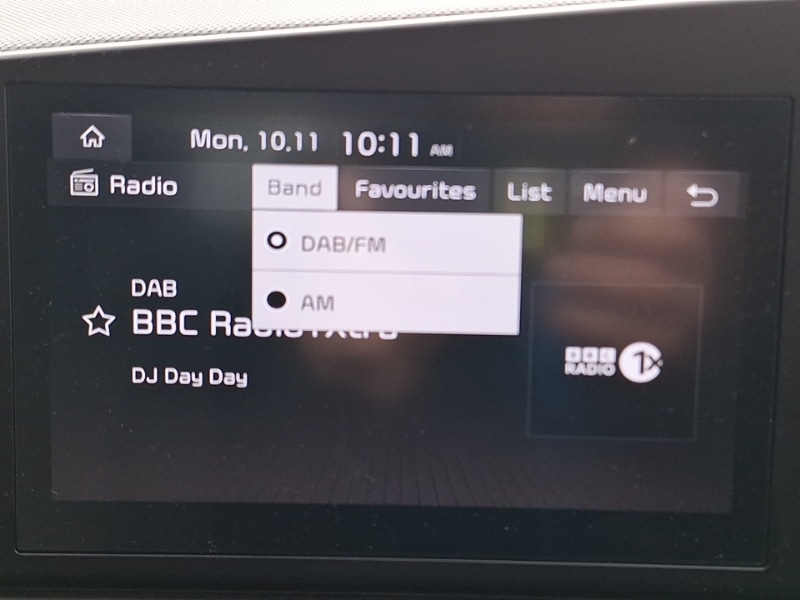 Mon, 10.11 10:11 AM
Radio Band Favourites List Menu
DAB/FM
AM
DAB
BBC
DJ Day Day
BBC
RADIO 1X